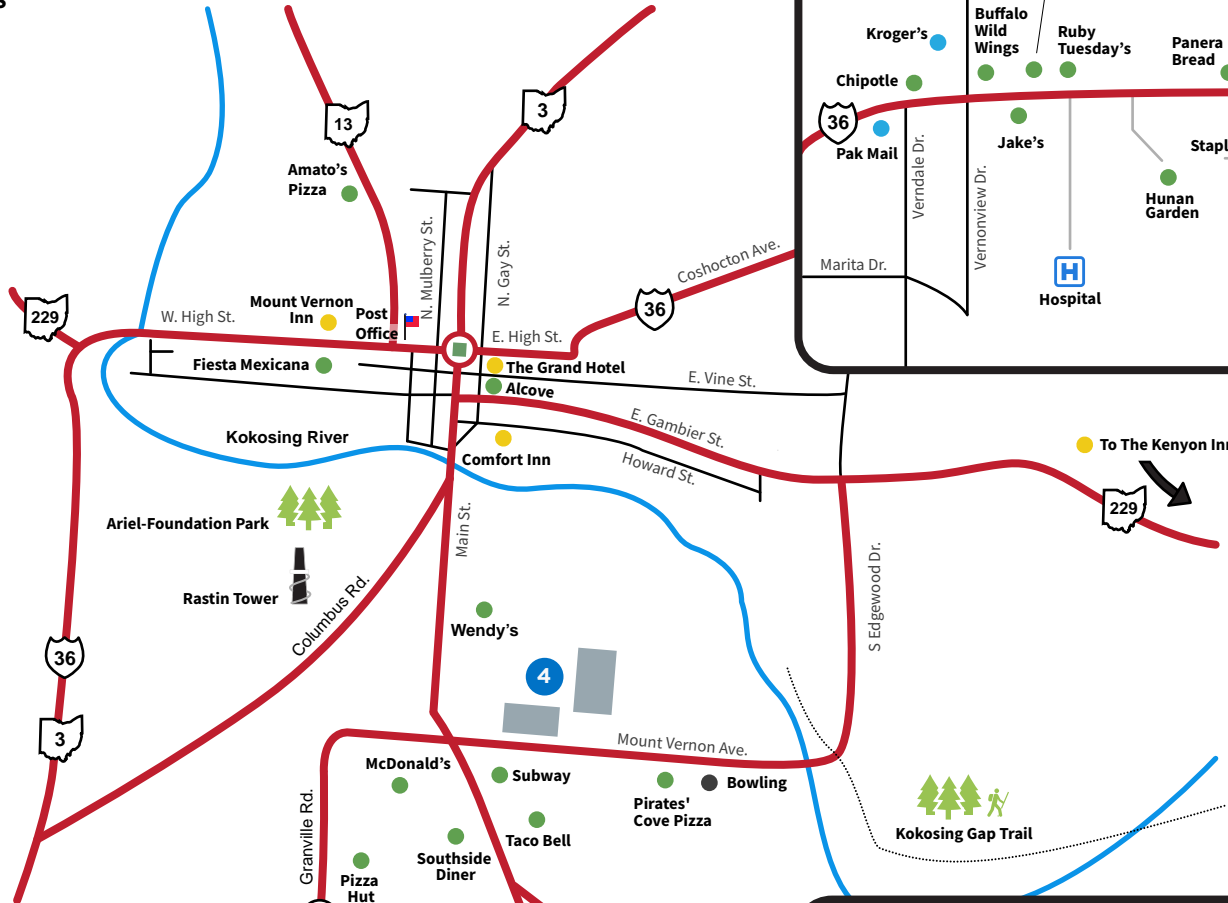 13
3
Amato's
Pizza
N. Mulberry St.
N. Gay St.
Coshocton Ave.
36
229
W. High St.
Mount Vernon
Inn
Post
Office
E. High St.
Fiesta Mexicana
The Grand Hotel
Alcove
E. Vine St.
E. Gambier St.
Howard St.
Kokosing River
Comfort Inn
To The Kenyon Inn
229
Ariel-Foundation Park
Rastin Tower
Columbus Rd.
Main St.
S Edgewood Dr.
Wendy's
4
36
3
Mount Vernon Ave.
McDonald's
Subway
Bowling
Pirates'
Cove Pizza
Granville Rd.
Taco Bell
Southside
Diner
Pizza
Hut
Kokosing Gap Trail
Kroger's
Buffalo
Wild
Wings
Ruby
Tuesday's
Panera
Bread
Chipotle
36
Pak Mail
Jake's
Verndale Dr.
Vernonview Dr.
Stapl
Hunan
Garden
Marita Dr.
H
Hospital